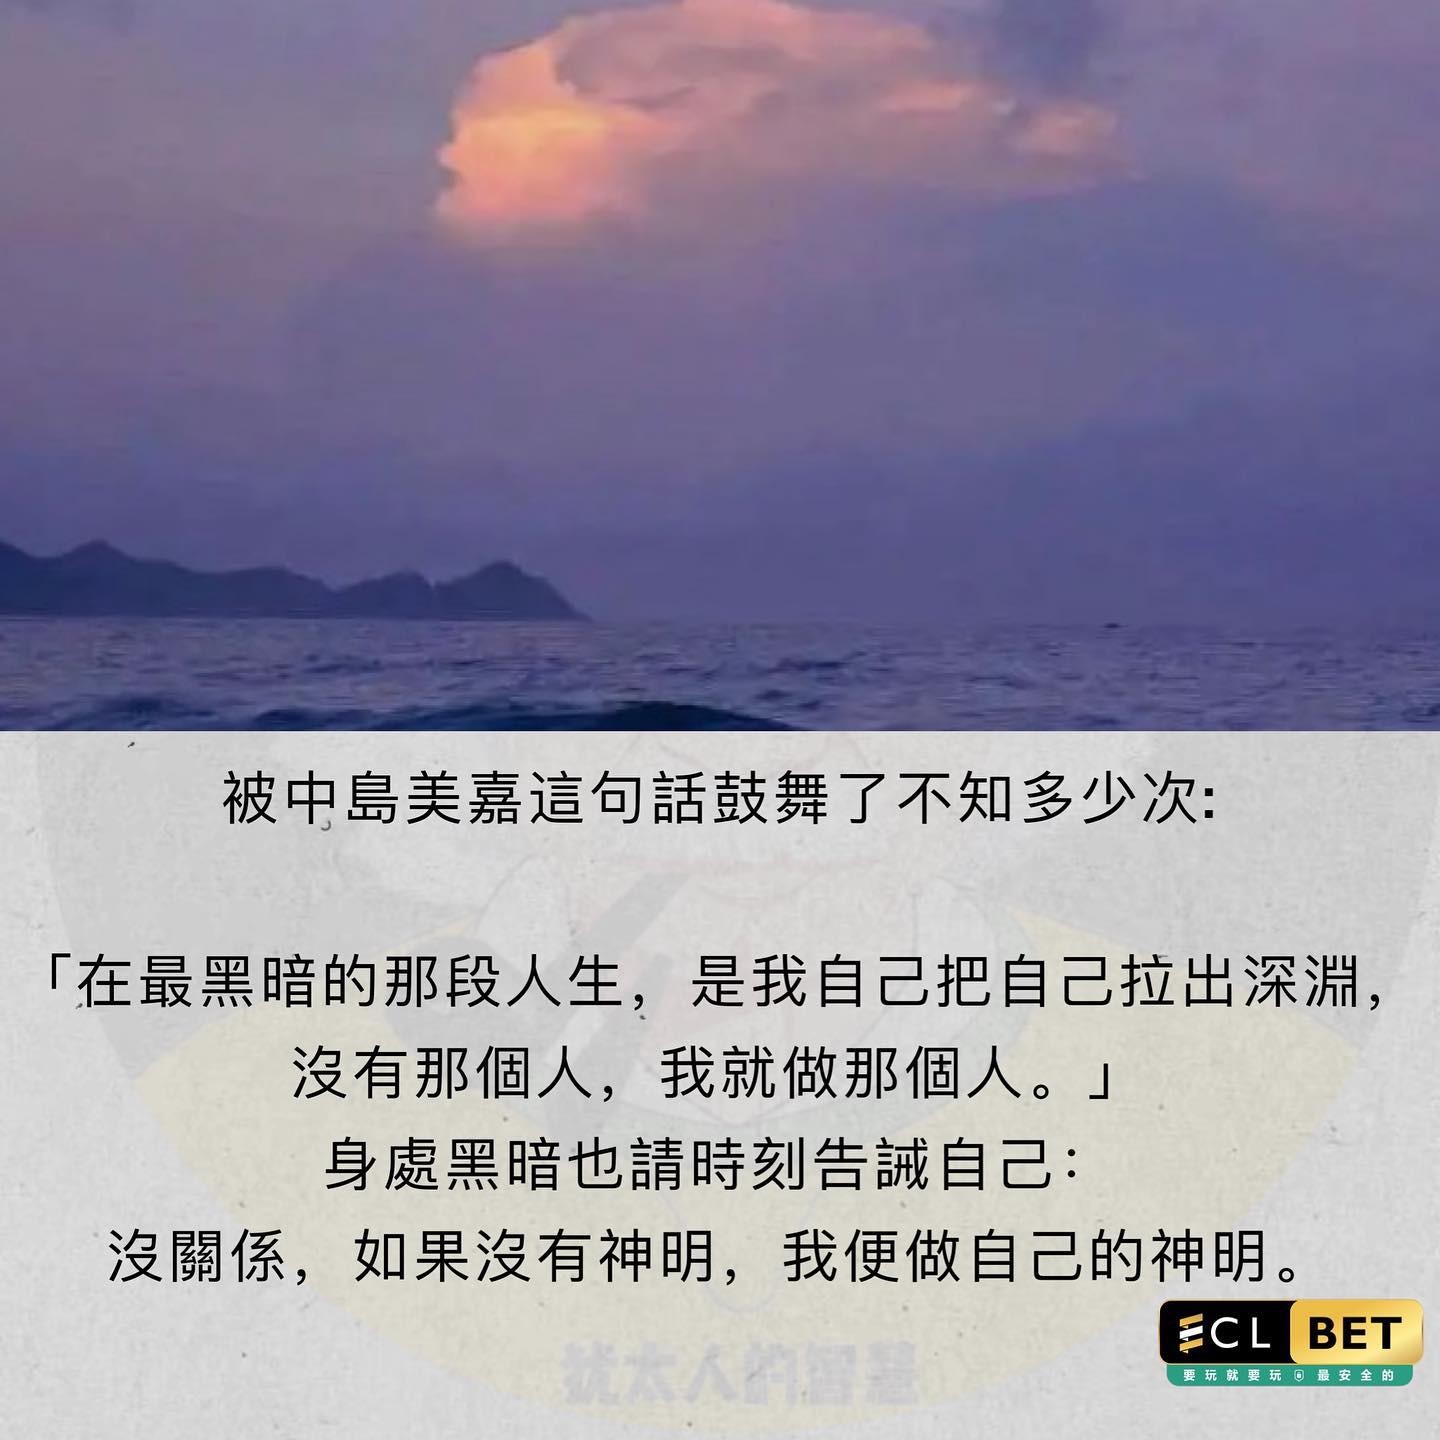 被中島美嘉這句話鼓舞了不知多少次:
「在最黑暗的那段人生，是我自己把自己拉出深淵，
沒有那個人，我就做那個人。」
身處黑暗也請時刻告誡自己：
沒關係，如果沒有神明，我便做自己的神明。
犹太人的智慧
ECL BET
要玩就要玩最安全的